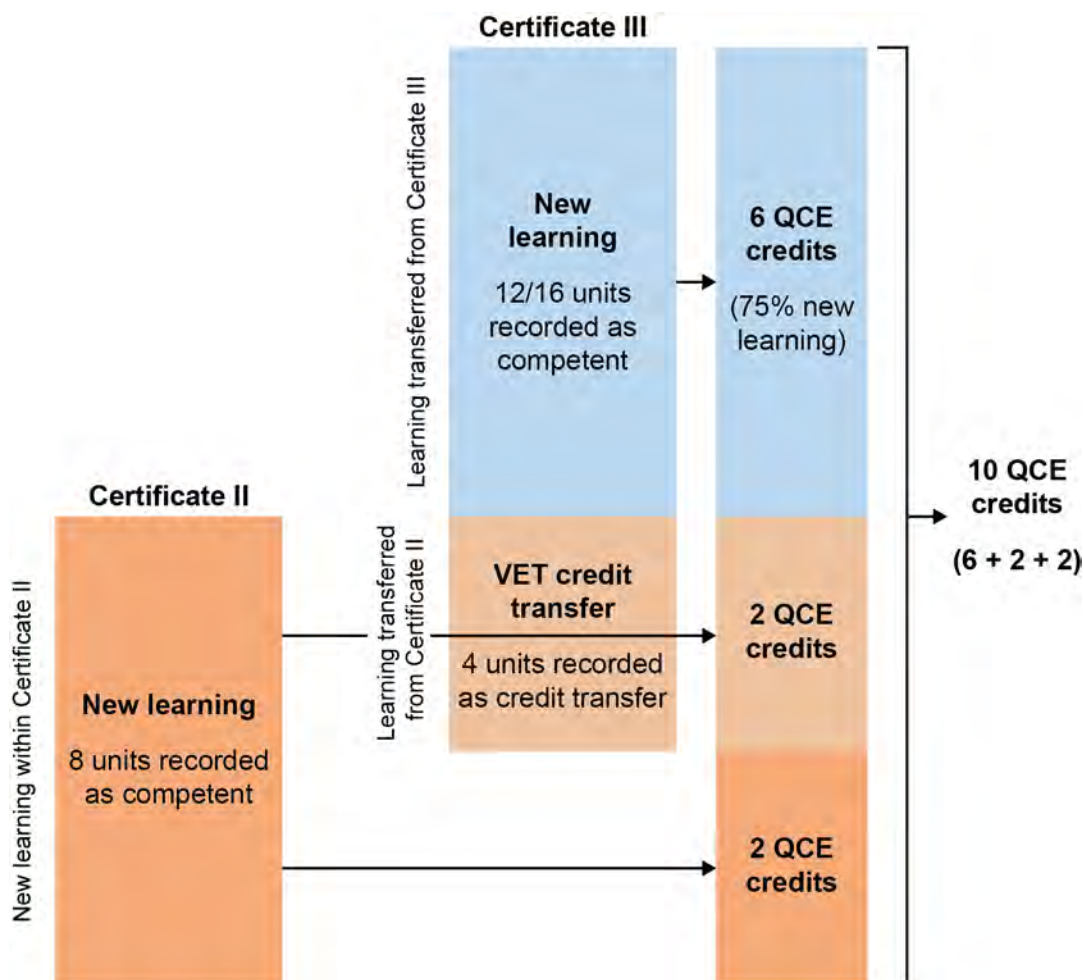 Certificate III
Learning transferred from Certificate III
New
learning
12/16 units
recorded as
competent
6 QCE
credits
(75% new
learning)
10 QCE
credits
(6 + 2 + 2)
Certificate II
New learning within Certificate II
New learning
8 units recorded
as competent
Learning transferred
from Certificate II
VET credit
transfer
4 units recorded
as credit transfer
2 QCE
credits
2 QCE
credits